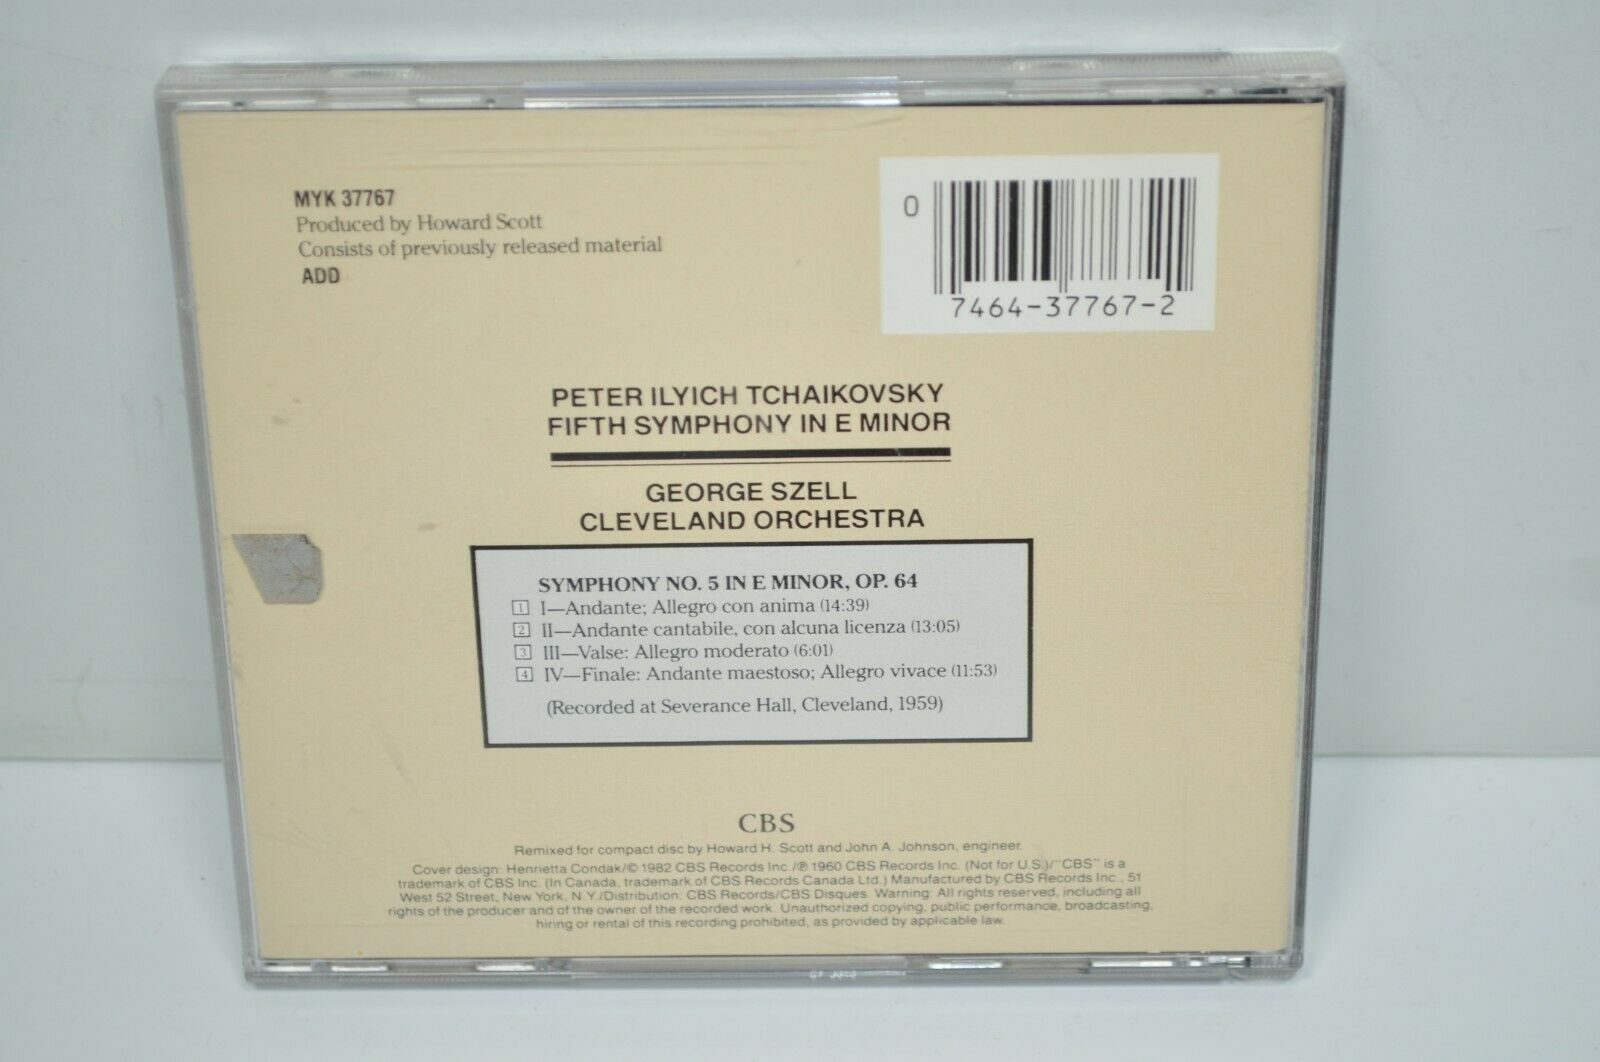 MYK 37767
Produced by Howard Scott
Consists of previously released material
ADD
0
7464-37767-2
PETER ILYICH TCHAIKOVSKY
FIFTH SYMPHONY IN E MINOR
GEORGE SZELL
CLEVELAND ORCHESTRA
SYMPHONY NO. 5 IN E MINOR, OP. 64
1 I—Andante; Allegro con anima (14:39)
2 II—Andante cantabile, con alcuna licenza (13:05)
3 III—Valse: Allegro moderato (6:01)
4 IV—Finale: Andante maestoso; Allegro vivace (11:53)
(Recorded at Severance Hall, Cleveland, 1959)
CBS
Remixed for compact disc by Howard H. Scott and John A. Johnson, engineer.
Cover design: Henrietta Condak/© 1982 CBS Records Inc./℗ 1960 CBS Records Inc. (Not for U.S.)/"CBS" is a
trademark of CBS Inc. (In Canada, trademark of CBS Records Canada Ltd.) Manufactured by CBS Records Inc., 51
West 52 Street, New York, N.Y./Distribution: CBS Records/CBS Disques. Warning: All rights reserved, including all
rights of the producer and of the owner of the recorded work. Unauthorized copying, public performance, broadcasting,
hiring or rental of this recording prohibited, as provided by applicable law.